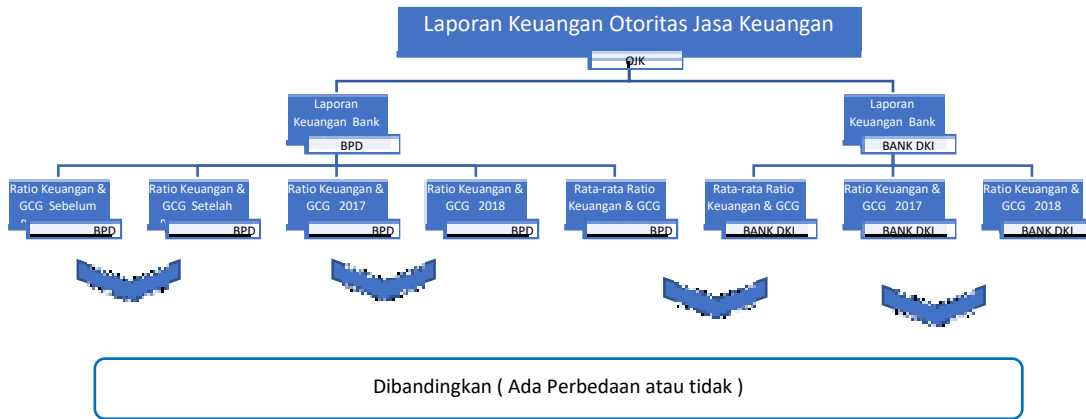 Laporan Keuangan Otoritas Jasa Keuangan
OJK
Laporan
Keuangan Bank
BPD
Laporan
Keuangan Bank
BANK DKI
Ratio Keuangan &
GCG Sebelum
BPD
Ratio Keuangan &
GCG Setelah
BPD
Ratio Keuangan &
GCG 2017
BPD
Ratio Keuangan &
GCG 2018
BPD
Rata-rata Ratio
Keuangan & GCG
BPD
Rata-rata Ratio
Keuangan & GCG
BANK DKI
Ratio Keuangan &
GCG 2017
BANK DKI
Ratio Keuangan &
GCG 2018
BANK DKI
Dibandingkan ( Ada Perbedaan atau tidak )